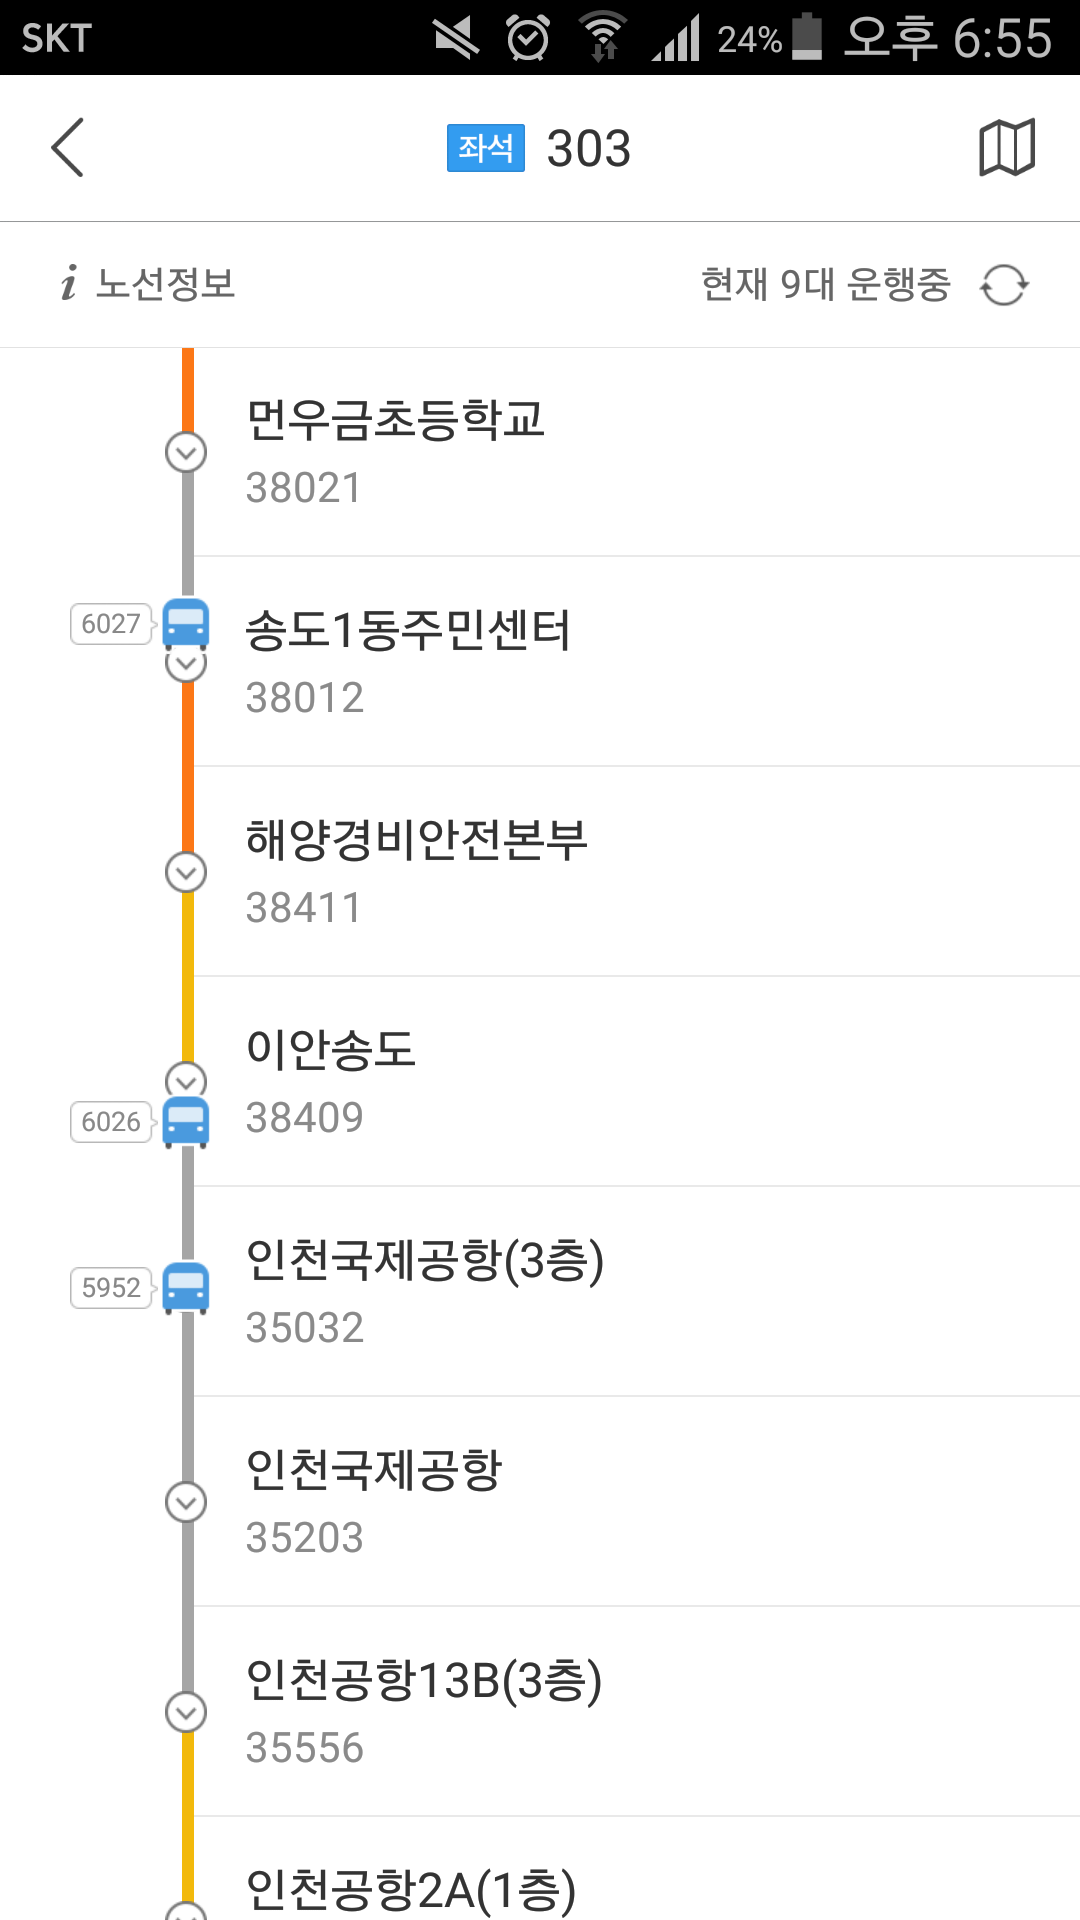 SKT 24% 오후 6:55
좌석 303
i 노선정보 현재 9대 운행중
먼우금초등학교
38021
6027 송도1동주민센터
38012
해양경비안전본부
38411
이안송도
6026 38409
인천국제공항(3층)
5952
35032
인천국제공항
35203
인천공항13B(3층)
35556
인천공항2A(1층)